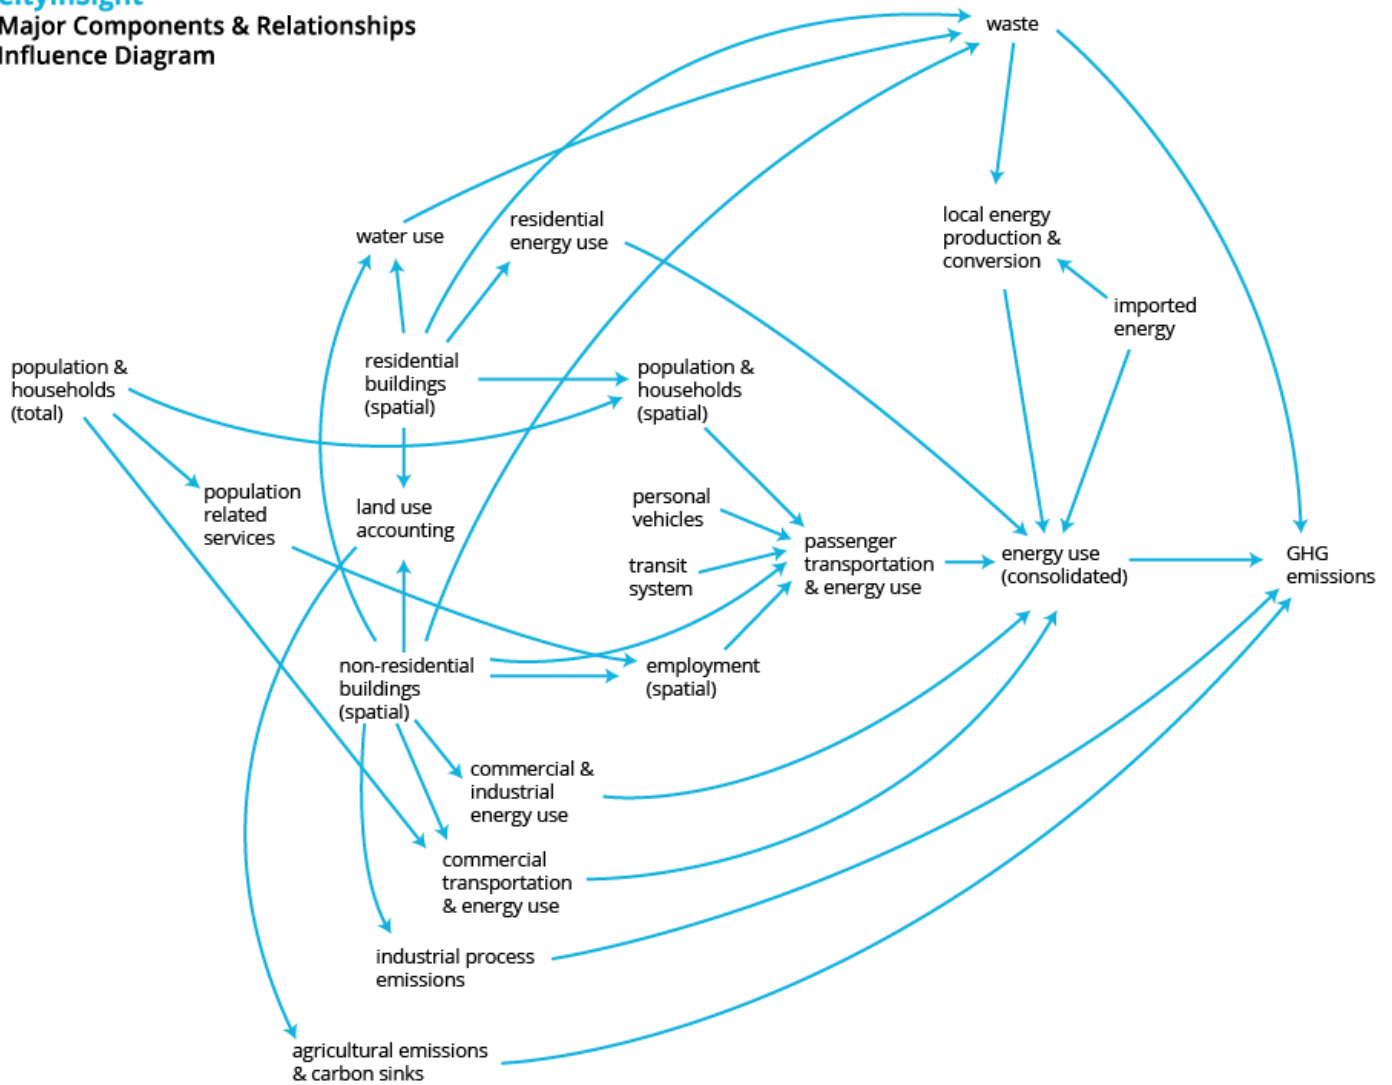 CityInSight
Major Components & Relationships
Influence Diagram
waste
water use
residential
energy use
local energy
production &
conversion
imported
energy
population &
households
(total)
residential
buildings
(spatial)
population &
households
(spatial)
population
related
services
land use
accounting
personal
vehicles
transit
system
passenger
transportation
& energy use
energy use
(consolidated)
GHG
emissions
non-residential
buildings
(spatial)
employment
(spatial)
commercial &
industrial
energy use
commercial
transportation
& energy use
industrial process
emissions
agricultural emissions
& carbon sinks